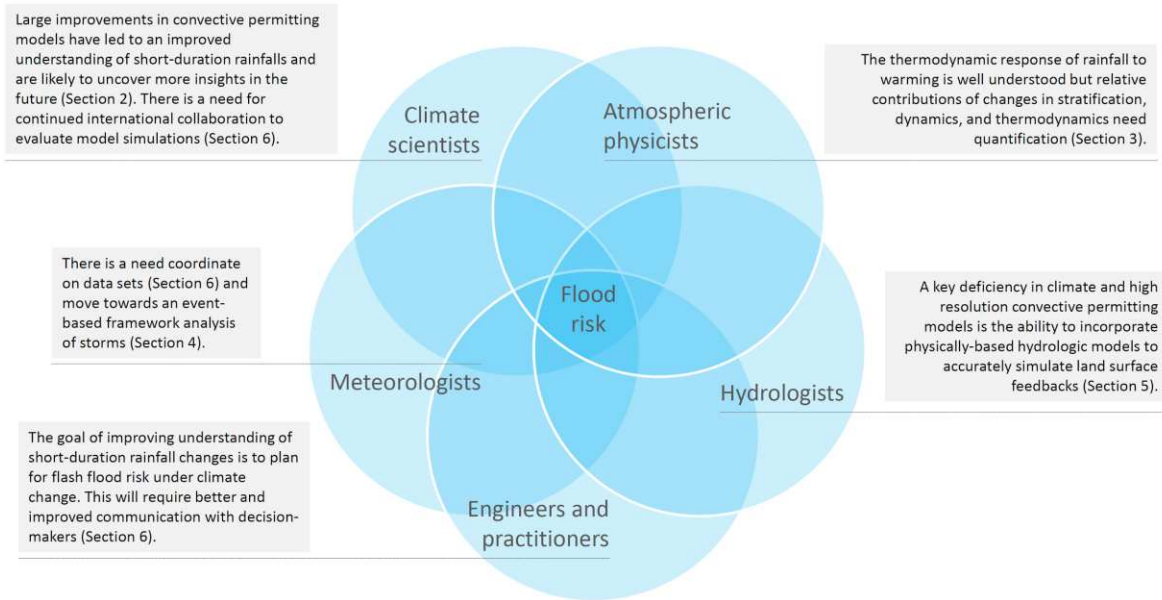 Large improvements in convective permitting
models have led to an improved
understanding of short-duration rainfalls and
are likely to uncover more insights in the
future (Section 2). There is a need for
continued international collaboration to
evaluate model simulations (Section 6).
Climate
scientists
Atmospheric
physicists
The thermodynamic response of rainfall to
warming is well understood but relative
contributions of changes in stratification,
dynamics, and thermodynamics need
quantification (Section 3).
There is a need coordinate
on data sets (Section 6) and
move towards an event-
based framework analysis
of storms (Section 4).
Meteorologists
Flood
risk
A key deficiency in climate and high
resolution convective permitting
models is the ability to incorporate
physically-based hydrologic models to
accurately simulate land surface
feedbacks (Section 5).
Hydrologists
The goal of improving understanding of
short-duration rainfall changes is to plan
for flash flood risk under climate
change. This will require better and
improved communication with decision-
makers (Section 6).
Engineers and
practitioners